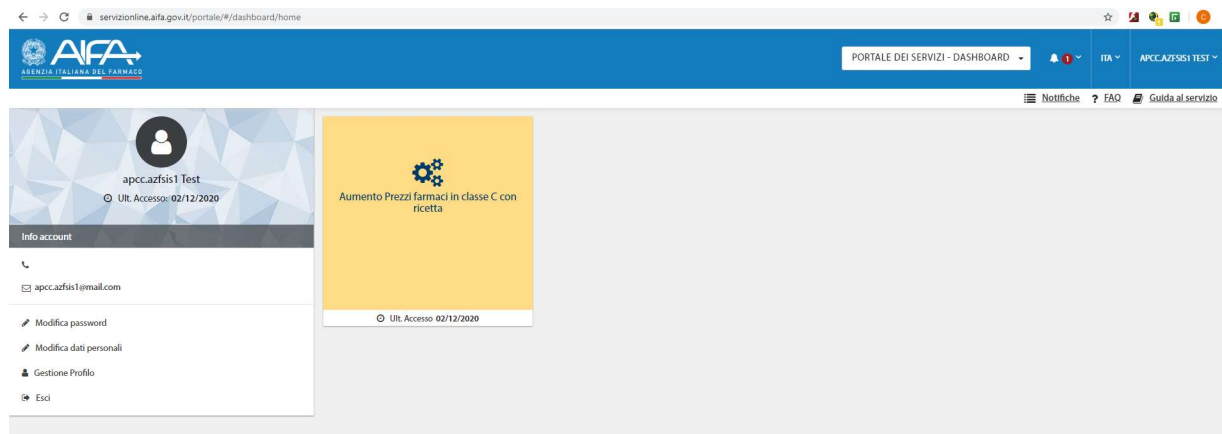 servizionline.aifa.gov.it/portale/#/dashboard/home
C
AIFA
AGENZIA ITALIANA DEL FARMACO
PORTALE DEI SERVIZI - DASHBOARD
1
ITA
APCC.AZFSIS1 TEST
Notifiche
? FAQ
Guida al servizio
apcc.azfsis1 Test
Ult. Accesso: 02/12/2020
Info account
apcc.azfsis1@mail.com
Modifica password
Modifica dati personali
Gestione Profilo
Esci
Aumento Prezzi farmaci in classe C con
ricetta
Ult. Accesso 02/12/2020